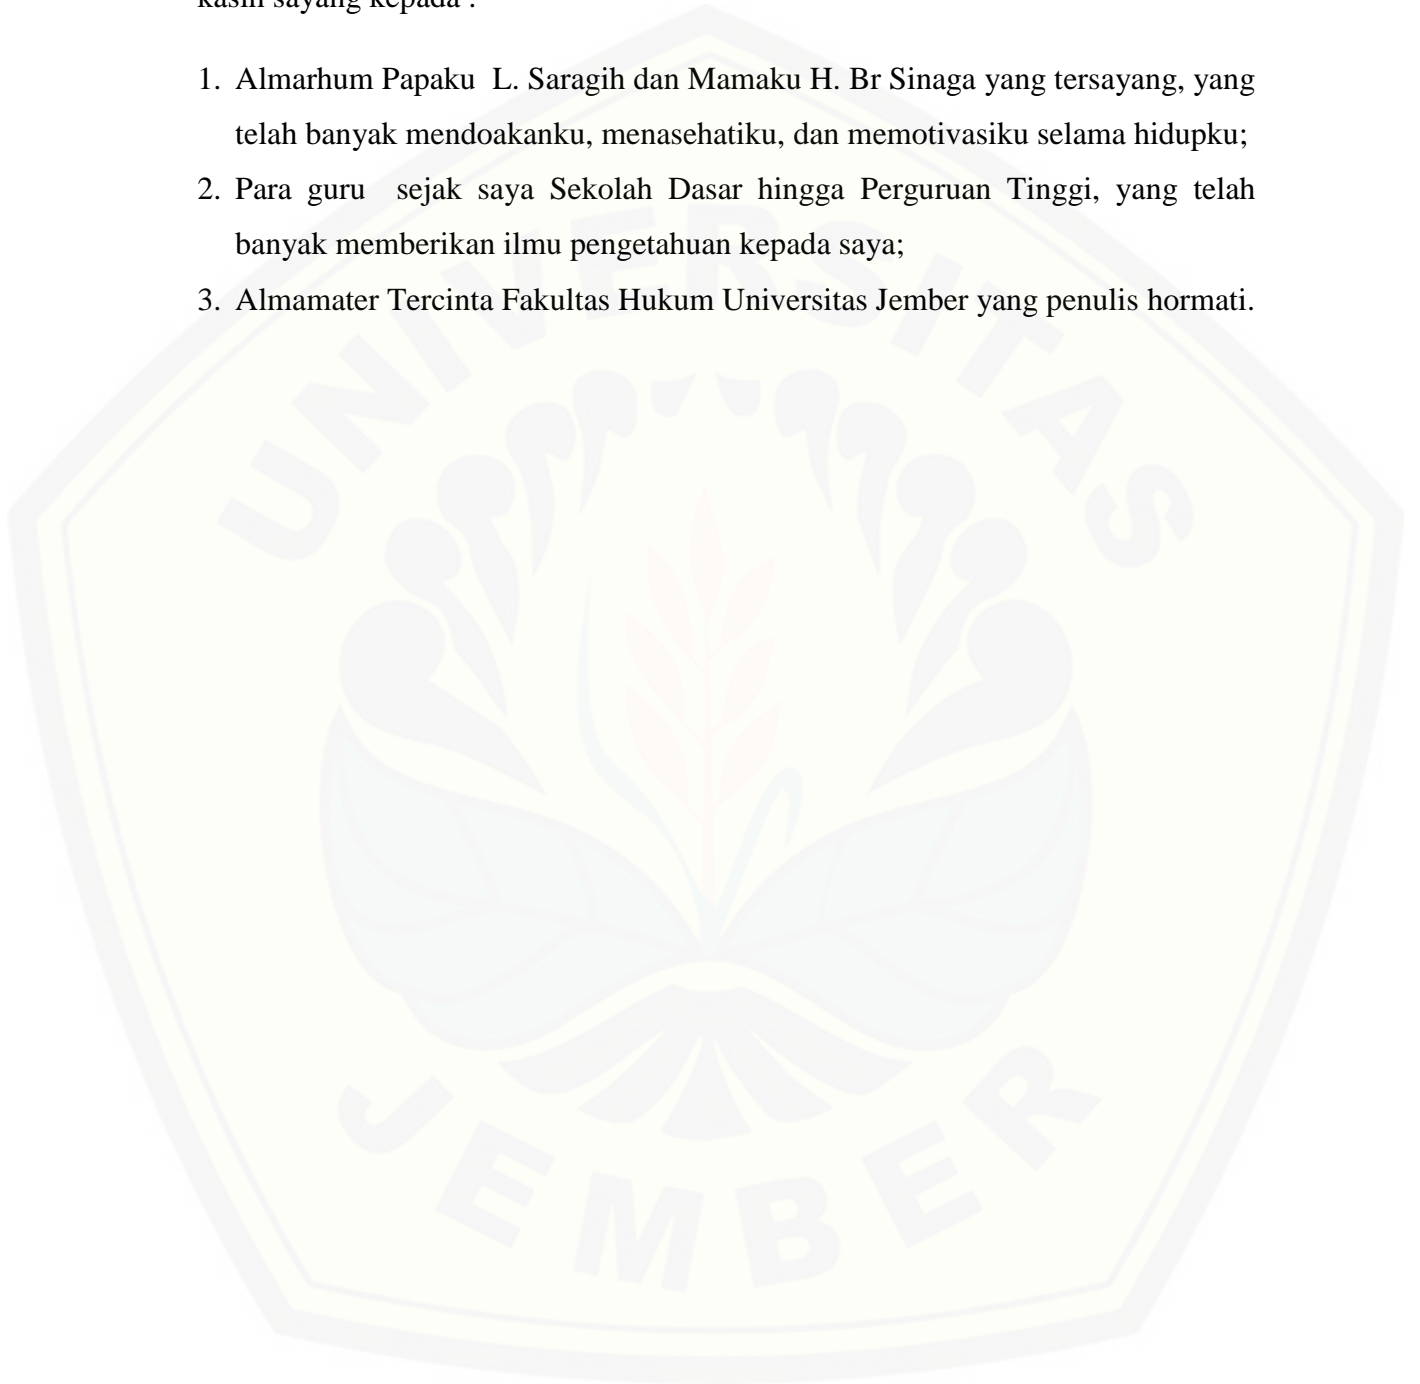 kasih sayang kepada :
1. Almarhum Papaku L. Saragih dan Mamaku H. Br Sinaga yang tersayang, yang
telah banyak mendoakanku, menasehatiku, dan memotivasiku selama hidupku;
2. Para guru sejak saya Sekolah Dasar hingga Perguruan Tinggi, yang telah
banyak memberikan ilmu pengetahuan kepada saya;
3. Almamater Tercinta Fakultas Hukum Universitas Jember yang penulis hormati.
UNIVERSITAS
JEMBER